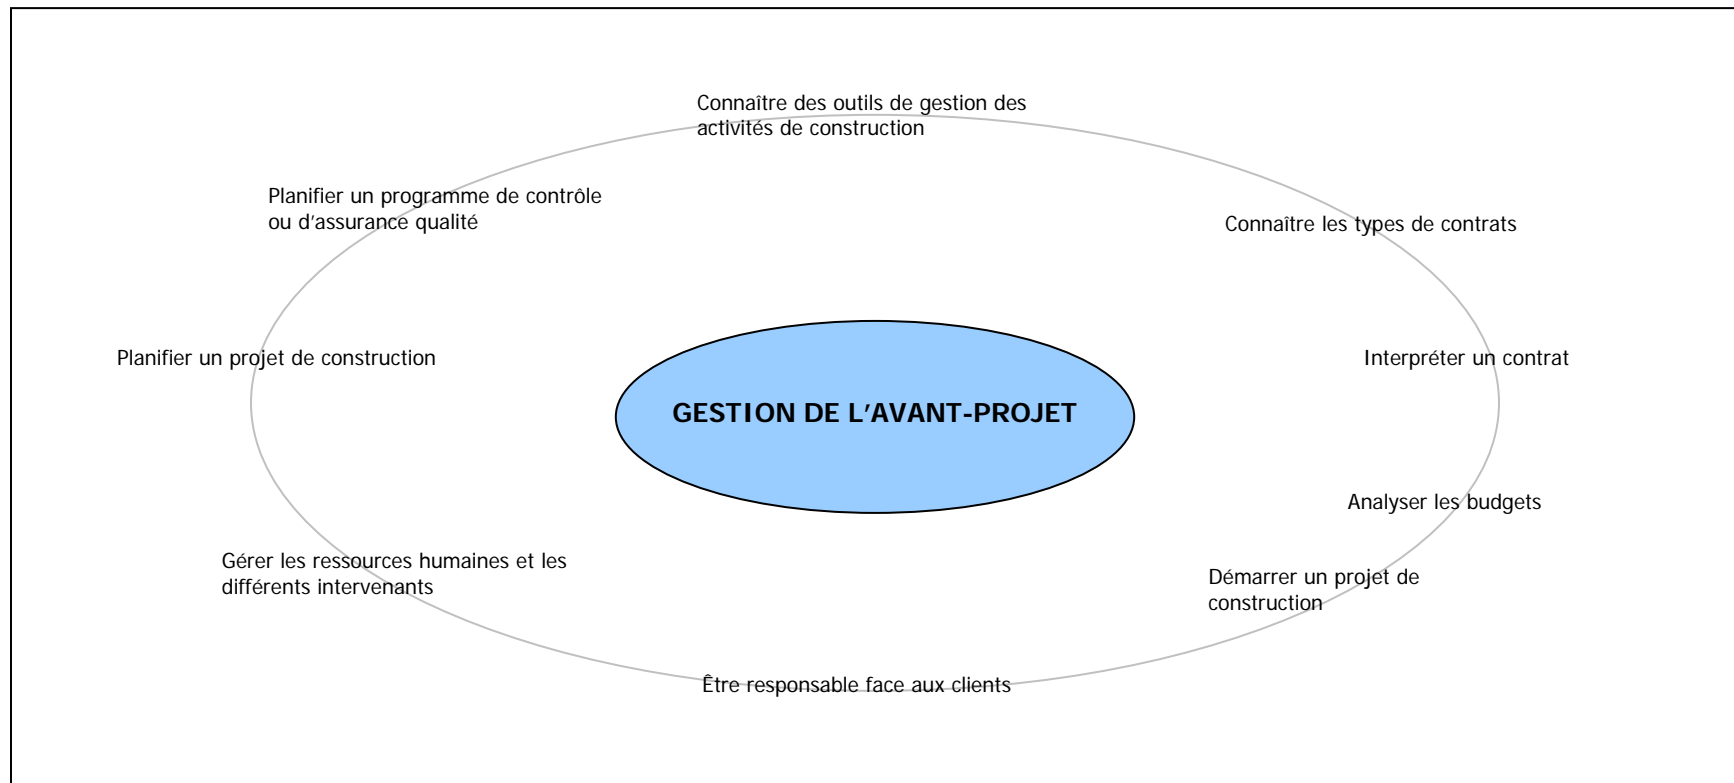 Connaître des outils de gestion des
activités de construction
Planifier un programme de contrôle
ou d'assurance qualité
Connaître les types de contrats
Planifier un projet de construction
Interpréter un contrat
GESTION DE L'AVANT-PROJET
Analyser les budgets
Gérer les ressources humaines et les
différents intervenants
Démarrer un projet de
construction
Être responsable face aux clients